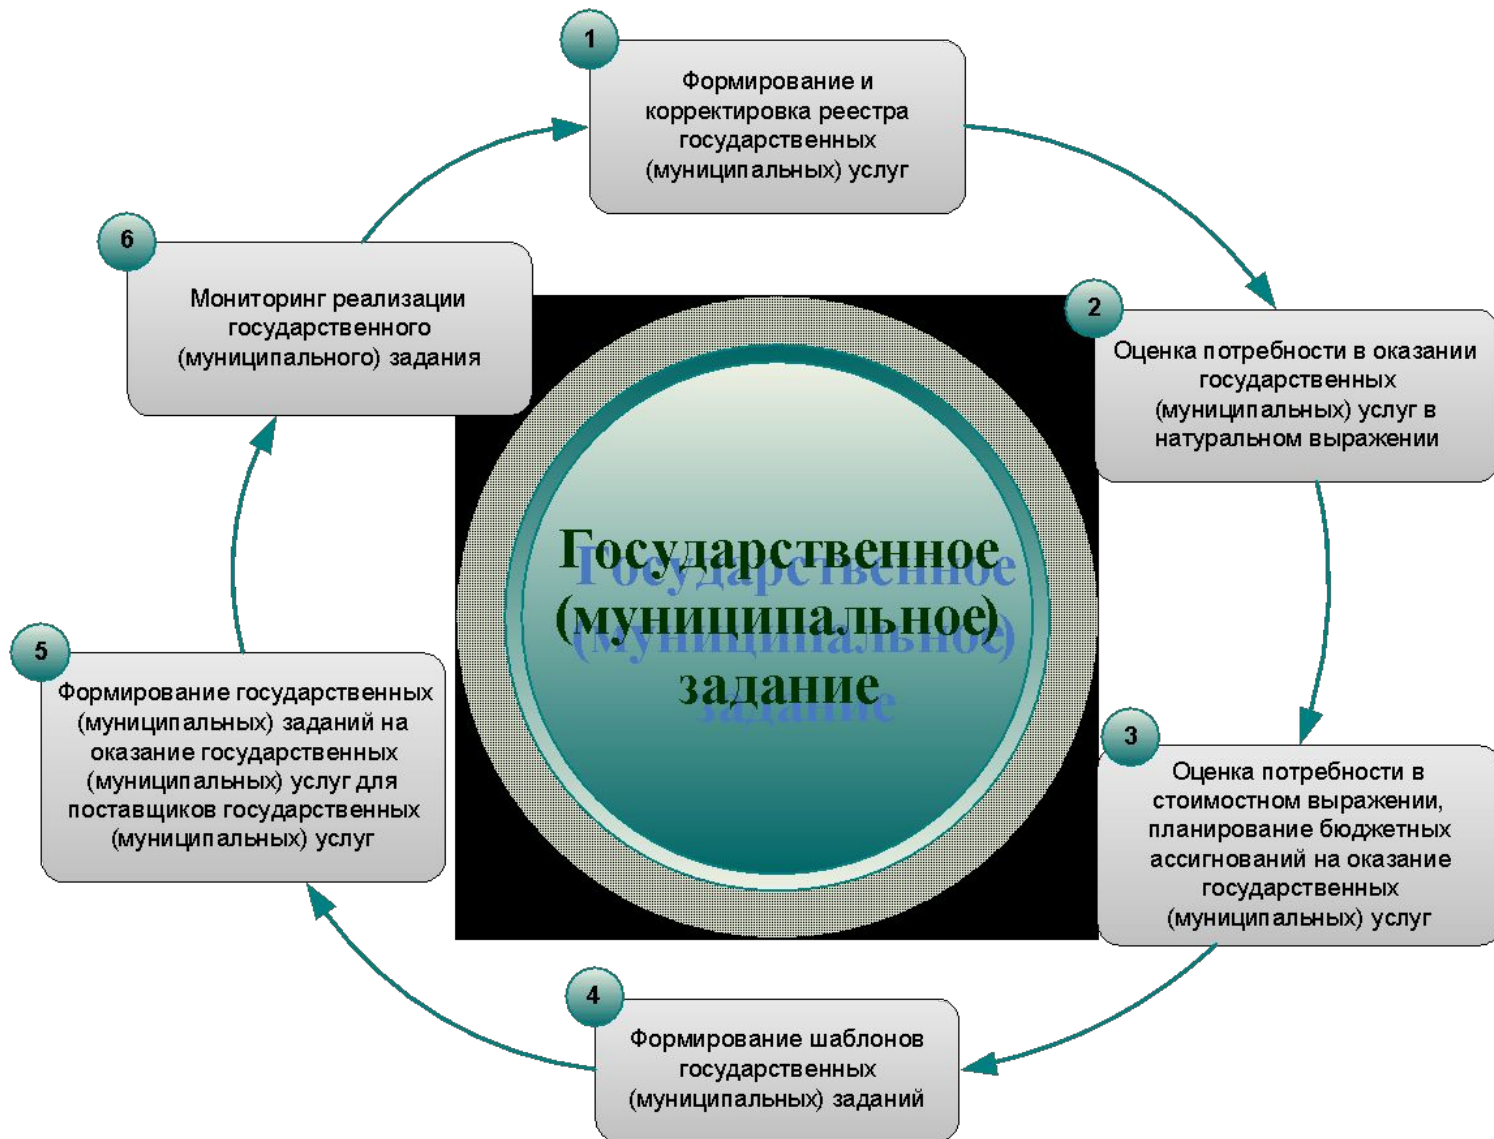 1
Формирование и
корректировка реестра
государственных
(муниципальных) услуг
2
Оценка потребности в оказании
государственных
(муниципальных) услуг в
натуральном выражении
3
Оценка потребности в
стоимостном выражении,
планирование бюджетных
ассигнований на оказание
государственных
(муниципальных) услуг
4
Формирование шаблонов
государственных
(муниципальных) заданий
5
Формирование государственных
(муниципальных) заданий на
оказание государственных
(муниципальных) услуг для
поставщиков государственных
(муниципальных) услуг
6
Мониторинг реализации
государственного
(муниципального) задания
Государственное
(муниципальное)
задание